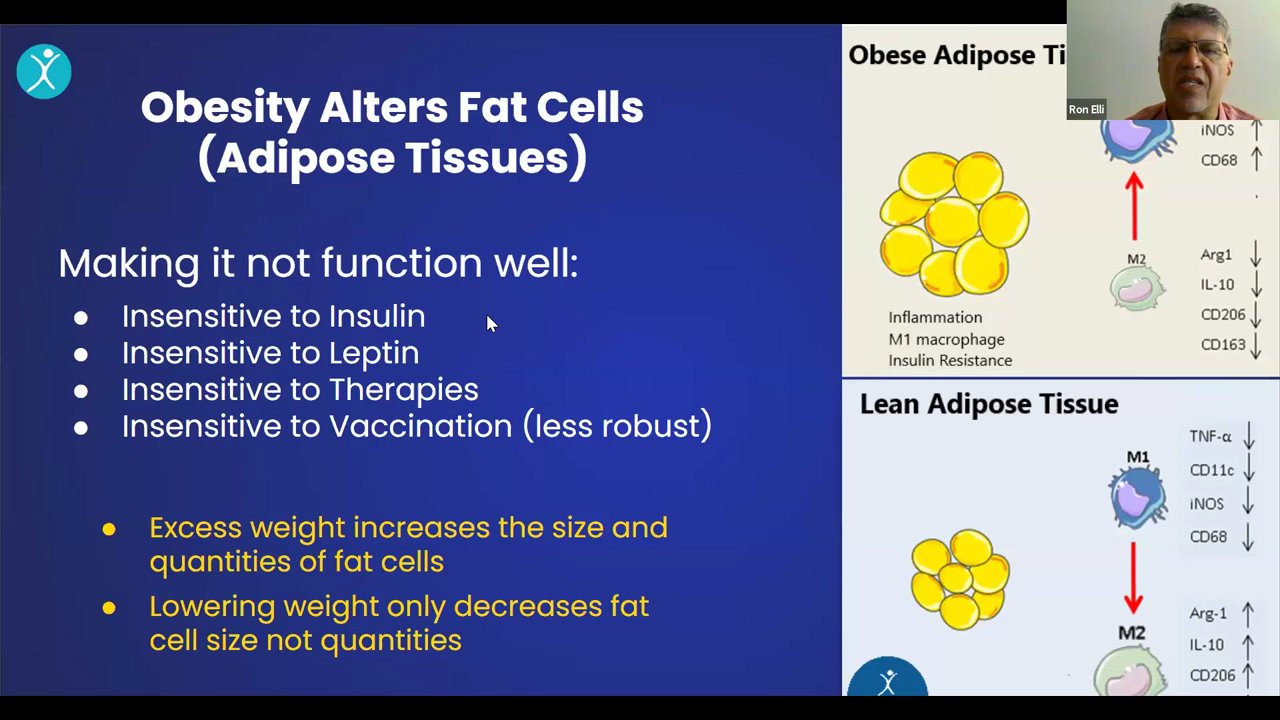 Obesity Alters Fat Cells
(Adipose Tissues)
Making it not function well:
● Insensitive to Insulin
● Insensitive to Leptin
● Insensitive to Therapies
● Insensitive to Vaccination (less robust)
● Excess weight increases the size and
quantities of fat cells
● Lowering weight only decreases fat
cell size not quantities
Obese Adipose
Ron Elli
iNOS ↑
CD68 ↑
M2
Arg1 ↓
IL-10 ↓
CD206 ↓
CD163 ↓
Inflammation
M1 macrophage
Insulin Resistance
Lean Adipose Tissue
M1
TNF-α ↓
CD11c ↓
iNOS ↓
CD68 ↓
M2
Arg-1 ↑
IL-10 ↑
CD206 ↑